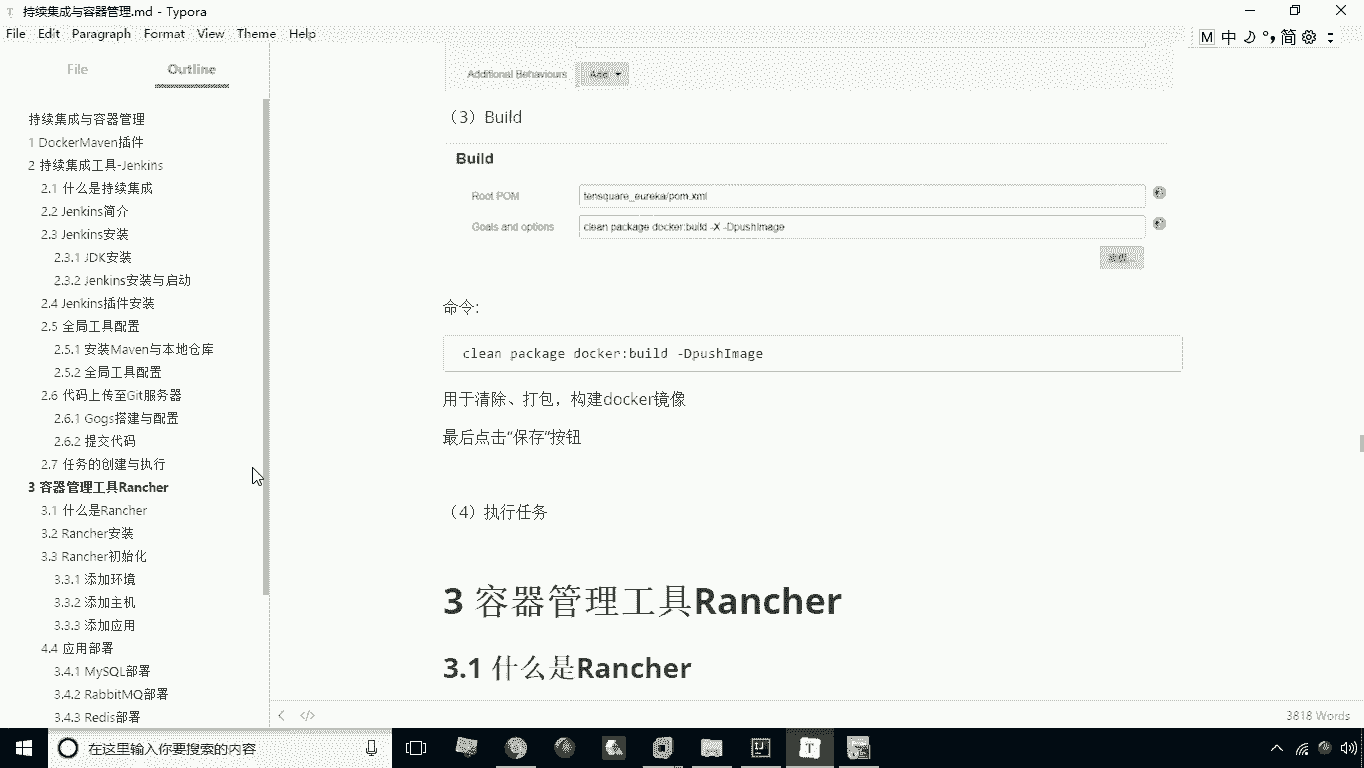 持续集成与容器管理.md - Typora
File Edit Paragraph Format View Theme Help
M 中 简
File Outline
持续集成与容器管理
1 DockerMaven插件
2 持续集成工具-Jenkins
2.1 什么是持续集成
2.2 Jenkins简介
2.3 Jenkins安装
2.3.1 JDK安装
2.3.2 Jenkins安装与启动
2.4 Jenkins插件安装
2.5 全局工具配置
2.5.1 安装Maven与本地仓库
2.5.2 全局工具配置
2.6 代码上传至Git服务器
2.6.1 Gogs搭建与配置
2.6.2 提交代码
2.7 任务的创建与执行
3 容器管理工具Rancher
3.1 什么是Rancher
3.2 Rancher安装
3.3 Rancher初始化
3.3.1 添加环境
3.3.2 添加主机
3.3.3 添加应用
4.4 应用部署
3.4.1 MySQL部署
3.4.2 RabbitMQ部署
3.4.3 Redis部署
Additional Behaviours Add
（3）Build
Build
Root POM tensquare_eureka/pom.xml
Goals and options clean package docker:build -X -DpushImage
命令:
clean package docker:build -DpushImage
用于清除、打包，构建docker镜像
最后点击“保存”按钮
（4）执行任务
3 容器管理工具Rancher
3.1 什么是Rancher
3818 Words
在这里输入你要搜索的内容